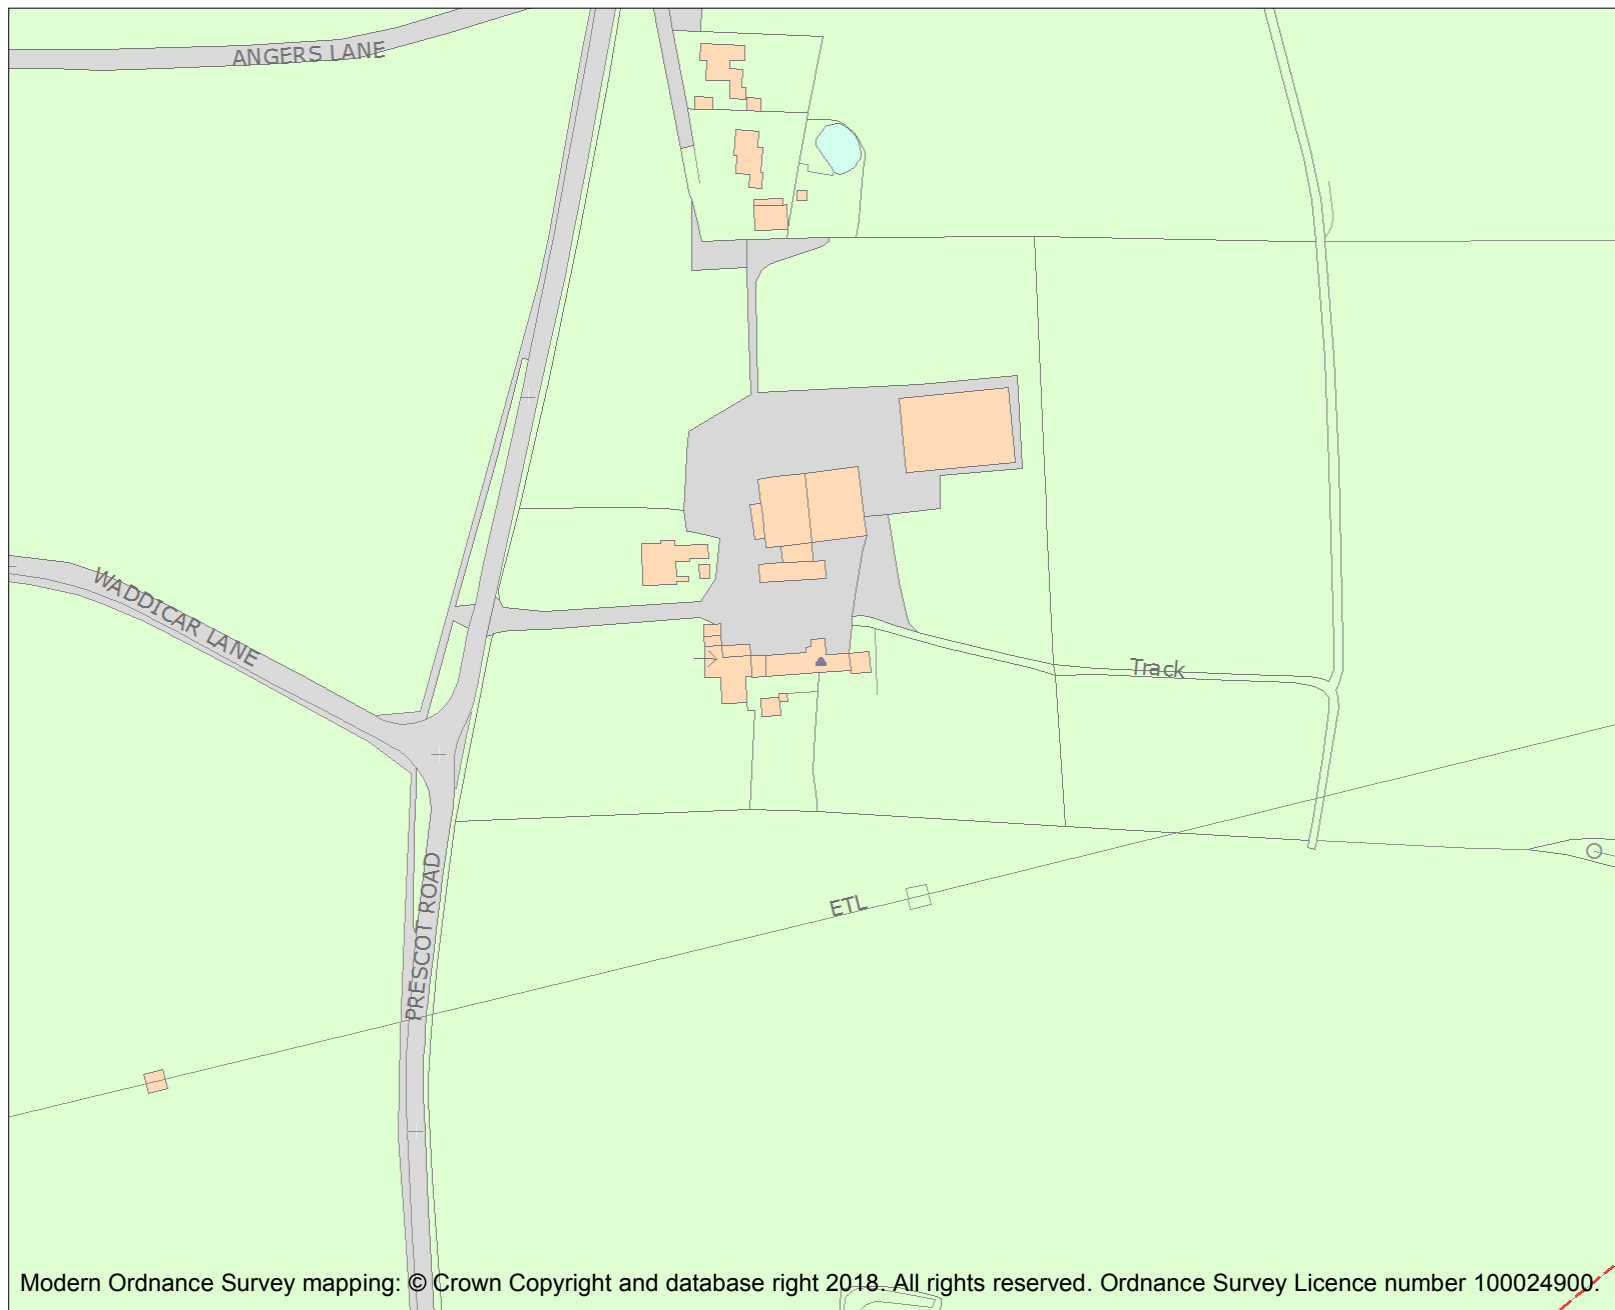 ANGERS LANE
WADDICAR LANE
Track
PRESCOT ROAD
ETL
Modern Ordnance Survey mapping: © Crown Copyright and database right 2018. All rights reserved. Ordnance Survey Licence number 100024900.